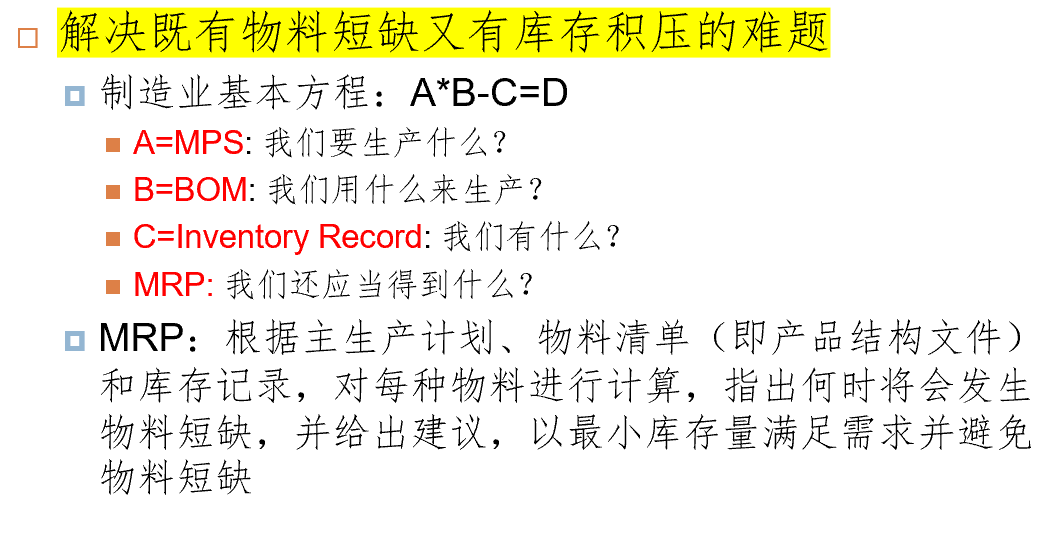 解决既有物料短缺又有库存积压的难题
制造业基本方程：A*B-C=D
A=MPS: 我们要生产什么？
B=BOM: 我们用什么来生产？
C=Inventory Record: 我们有什么？
MRP: 我们还应当得到什么？
MRP：根据主生产计划、物料清单（即产品结构文件）
和库存记录，对每种物料进行计算，指出何时将会发生
物料短缺，并给出建议，以最小库存量满足需求并避免
物料短缺